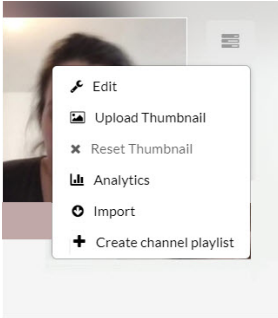 Edit
Upload Thumbnail
Reset Thumbnail
Analytics
Import
Create channel playlist